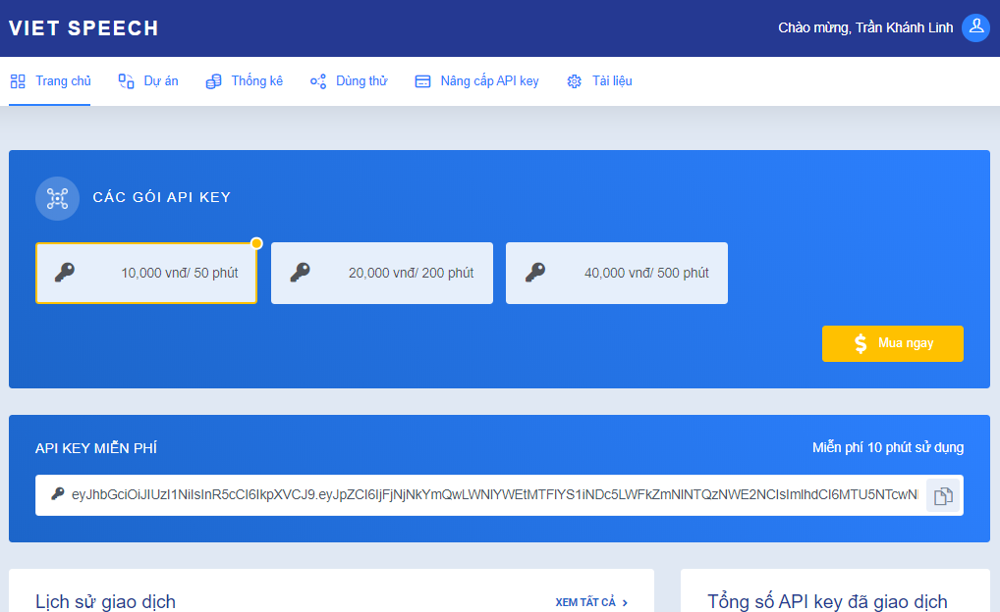 VIET SPEECH
Chào mừng, Trần Khánh Linh
Trang chủ
Dự án
Thống kê
Dùng thử
Nâng cấp API key
Tài liệu
CÁC GÓI API KEY
10,000 vnđ/ 50 phút
20,000 vnđ/ 200 phút
40,000 vnđ/ 500 phút
$ Mua ngay
API KEY MIỄN PHÍ
Miễn phí 10 phút sử dụng
eyJhbGciOiJIUzI1NiIsInR5cCI6IkpXVCJ9.eyJpZCI6IjFjNjNkYmQwLWNlYWEtMTFlYS1iNDc5LWFkZmNlNTQzNWE2NCIsImlhdCI6MTU5NTcwN
Lịch sử giao dịch
XEM TẤT CẢ >
Tổng số API key đã giao dịch